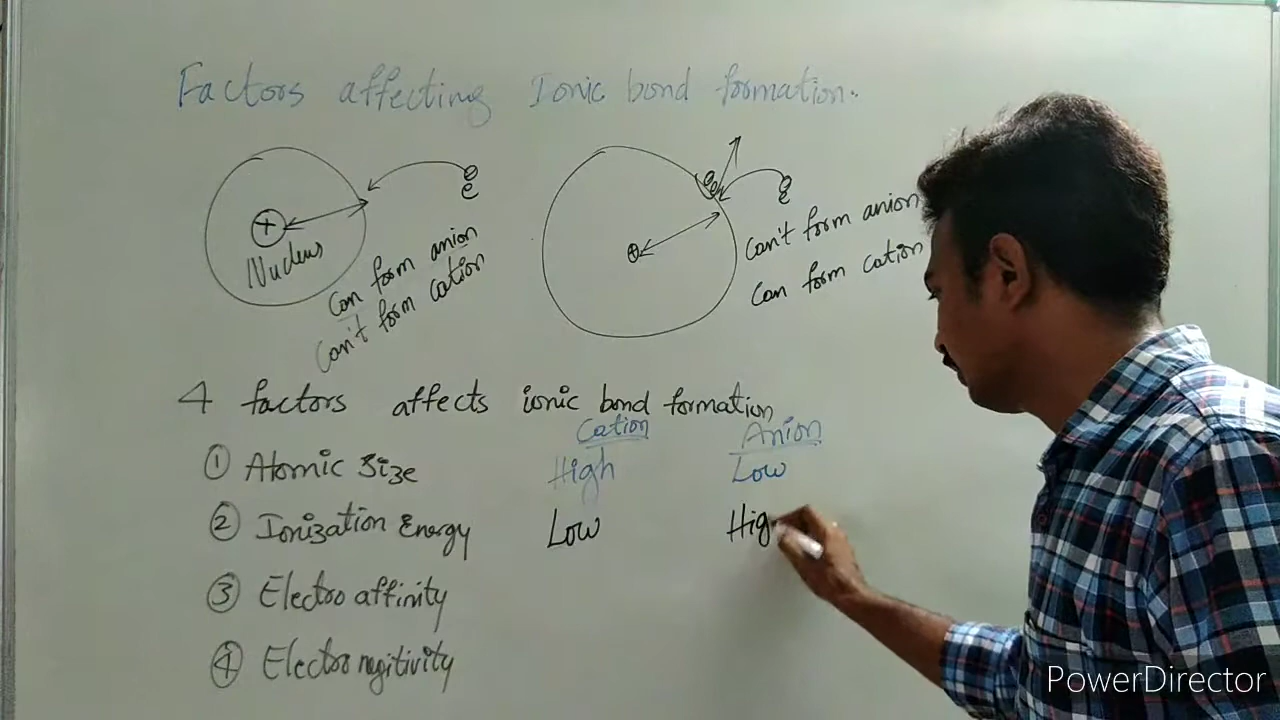 Factors affecting Ionic bond formation.
+
Nucleus
e
Can form anion
can't form cation
+
e
Can't form anion
Can form cation
4 factors affects ionic bond formation
Cation Anion
① Atomic Size High Low
② Ionization Energy Low Hig
③ Electro affinity
④ Electro negitivity
PowerDirector